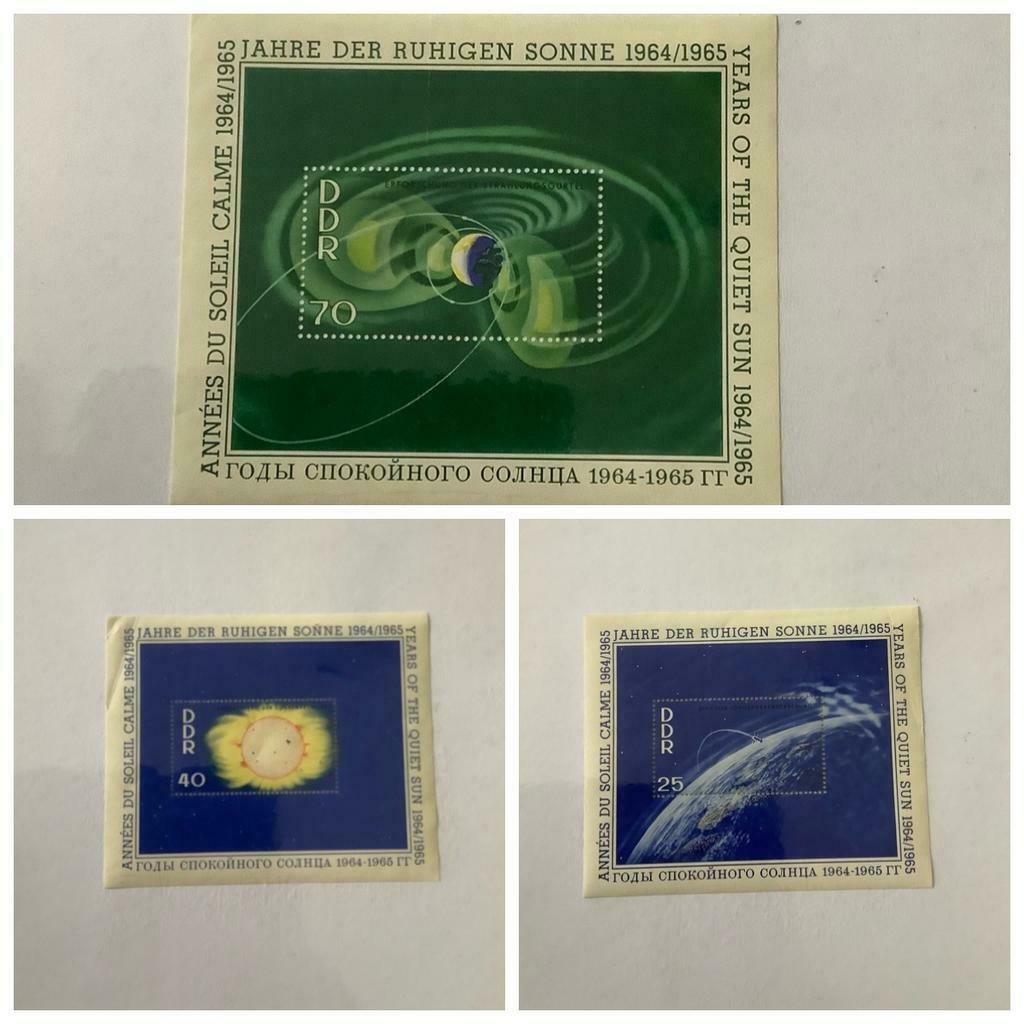 JAHRE DER RUHIGEN SONNE 1964/1965
YEARS OF THE QUIET SUN 1964/1965
ANNÉES DU SOLEIL CALME 1964/1965
ГОДЫ СПОКОЙНОГО СОЛНЦА 1964-1965 ГГ
ERFORSCHUNG DER STRAHLUNGSGÜRTEL
DDR
70
JAHRE DER RUHIGEN SONNE 1964/1965
YEARS OF THE QUIET SUN 1964/1965
ANNÉES DU SOLEIL CALME 1964/1965
ГОДЫ СПОКОЙНОГО СОЛНЦА 1964-1965 ГГ
DDR
40
JAHRE DER RUHIGEN SONNE 1964/1965
YEARS OF THE QUIET SUN 1964/1965
ANNÉES DU SOLEIL CALME 1964/1965
ГОДЫ СПОКОЙНОГО СОЛНЦА 1964-1965 ГГ
DDR
25